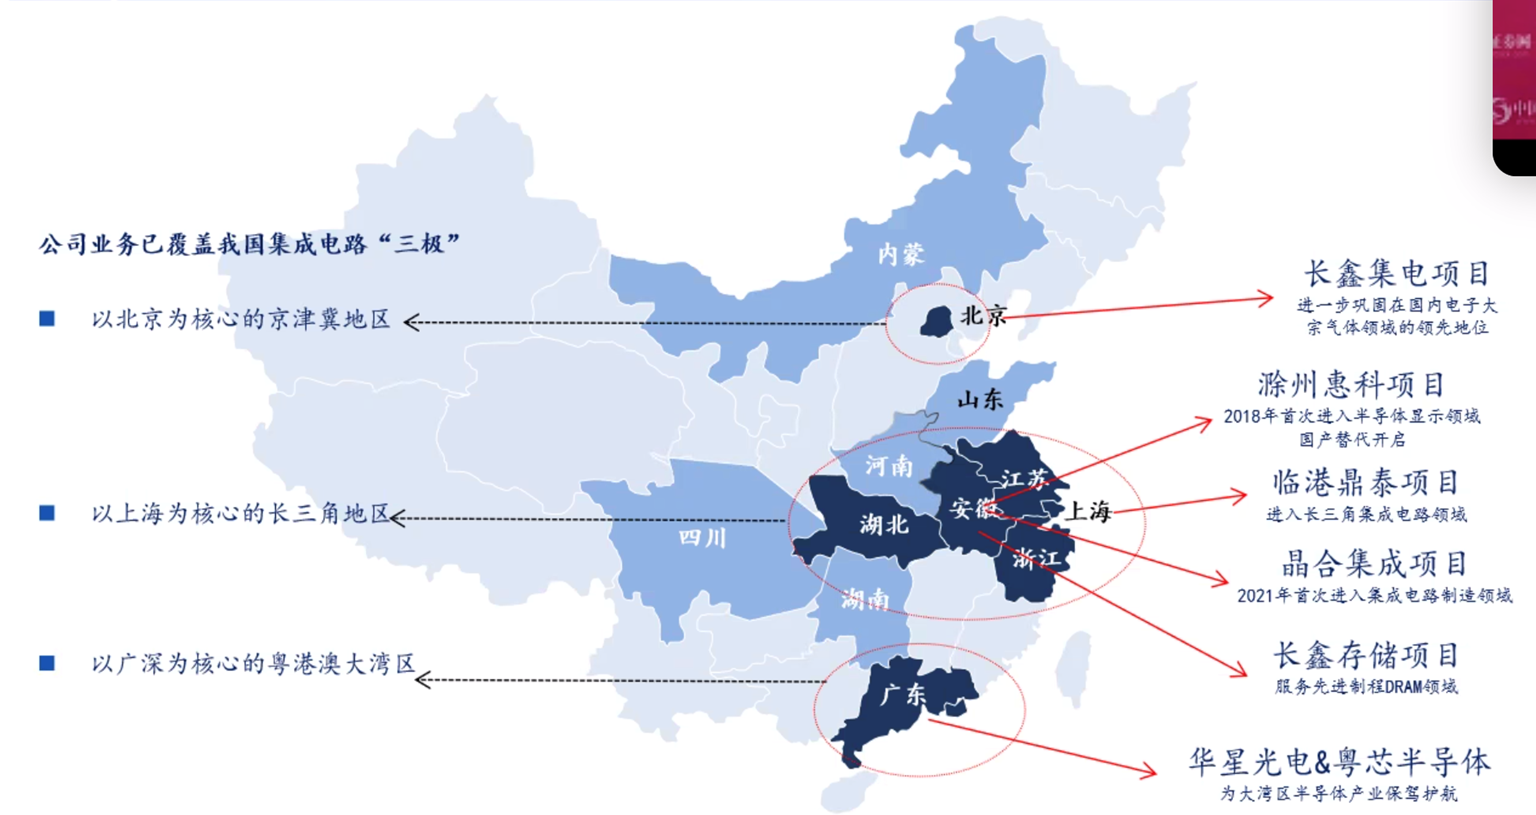 公司业务已覆盖我国集成电路“三极”
以北京为核心的京津冀地区
以上海为核心的长三角地区
以广深为核心的粤港澳大湾区
内蒙
北京
山东
河南
江苏
安徽
上海
湖北
四川
浙江
湖南
广东
长鑫集电项目
进一步巩固在国内电子大
宗气体领域的领先地位
滁州惠科项目
2018年首次进入半导体显示领域
国产替代开启
临港鼎泰项目
进入长三角集成电路领域
晶合集成项目
2021年首次进入集成电路制造领域
长鑫存储项目
服务先进制程DRAM领域
华星光电&粤芯半导体
为大湾区半导体产业保驾护航